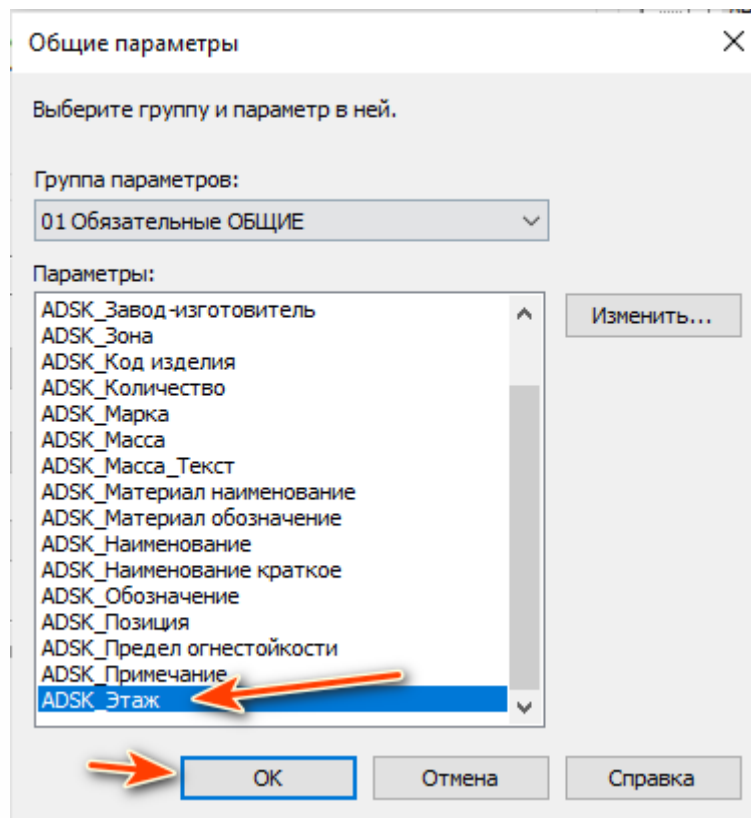 Общие параметры
Выберите группу и параметр в ней.
Группа параметров:
01 Обязательные ОБЩИЕ
Параметры:
ADSK_Завод-изготовитель
ADSK_Зона
ADSK_Код изделия
ADSK_Количество
ADSK_Марка
ADSK_Масса
ADSK_Масса_Текст
ADSK_Материал наименование
ADSK_Материал обозначение
ADSK_Наименование
ADSK_Наименование краткое
ADSK_Обозначение
ADSK_Позиция
ADSK_Предел огнестойкости
ADSK_Примечание
ADSK_Этаж
Изменить...
OK
Отмена
Справка